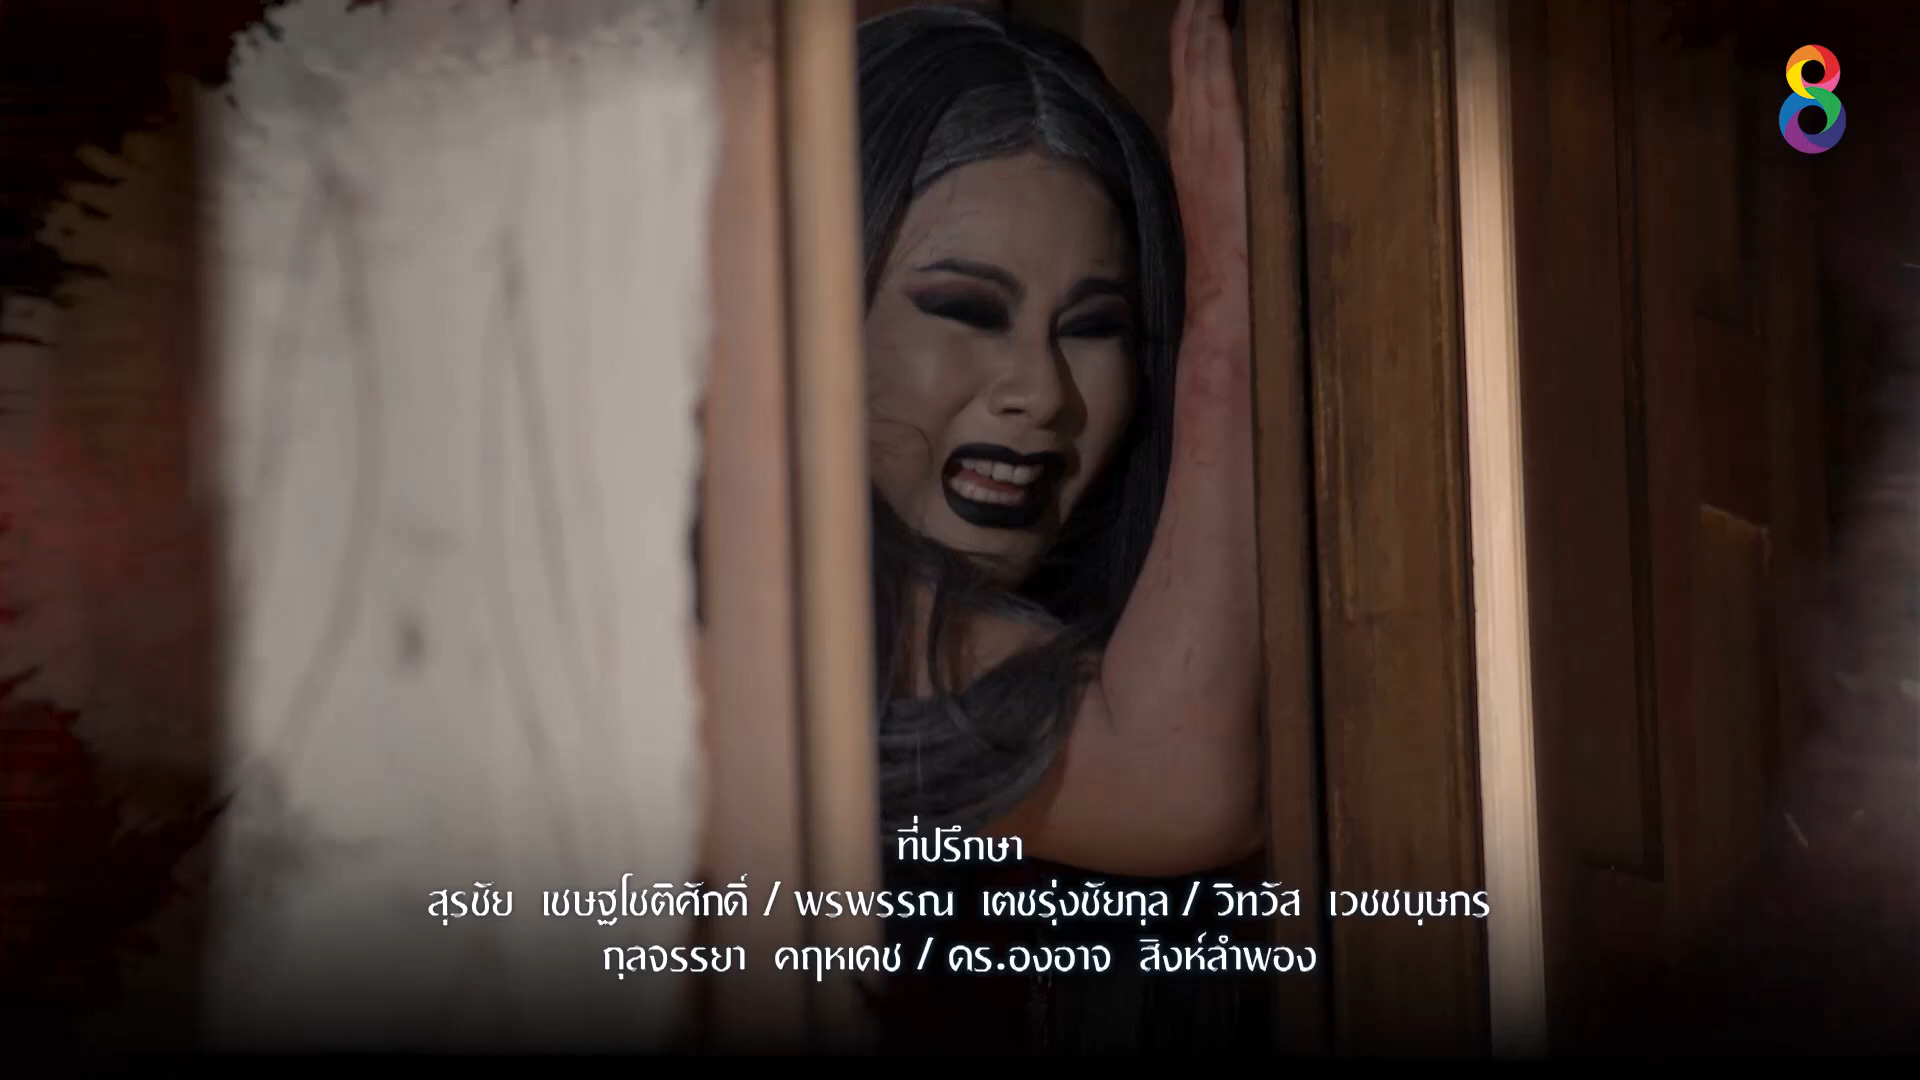 8
ที่ปรึกษา
สุรชัย เชษฐโชติศักดิ์ / พรพรรณ เตชรุ่งชัยกุล / วิทวัส เวชชบุษกร
กุลจรรยา คฤหเดช / ดร.องอาจ สิงห์ลำพอง